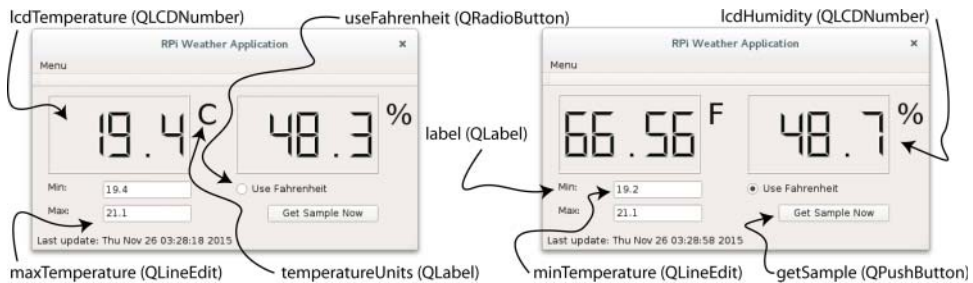 lcdTemperature (QLCDNumber)
useFahrenheit (QRadioButton)
lcdHumidity (QLCDNumber)
RPi Weather Application
×
Menu
19.4
C
48.3
%
Min:
19.4
Use Fahrenheit
Max:
21.1
Get Sample Now
Last update: Thu Nov 26 03:28:18 2015
label (QLabel)
RPi Weather Application
×
Menu
66.56
F
48.7
%
Min:
19.2
Use Fahrenheit
Max:
21.1
Get Sample Now
Last update: Thu Nov 26 03:28:58 2015
maxTemperature (QLineEdit)
temperatureUnits (QLabel)
minTemperature (QLineEdit)
getSample (QPushButton)